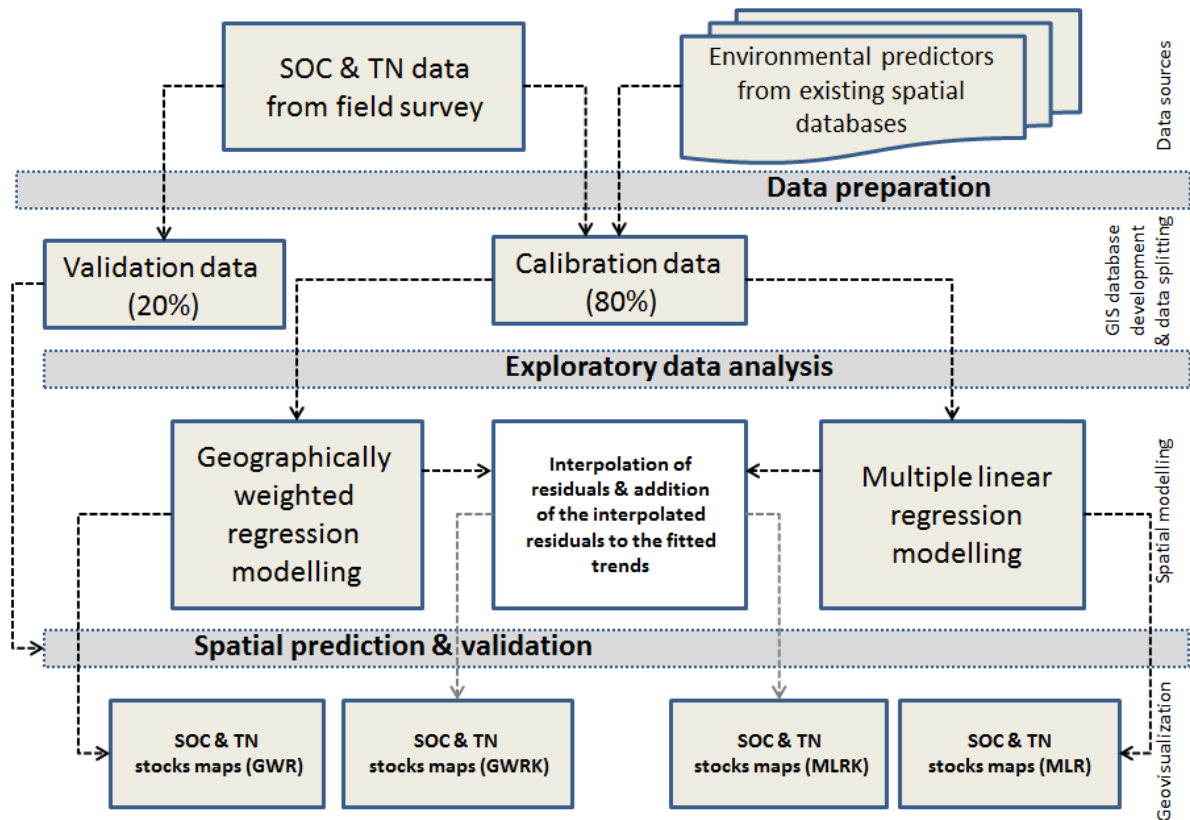 SOC & TN data
from field survey
Environmental predictors
from existing spatial
databases
Data sources
Data preparation
Validation data
(20%)
Calibration data
(80%)
GIS database
development
& data splitting
Exploratory data analysis
Geographically
weighted
regression
modelling
Interpolation of
residuals & addition
of the interpolated
residuals to the fitted
trends
Multiple linear
regression
modelling
Spatial modelling
Spatial prediction & validation
SOC & TN
stocks maps (GWR)
SOC & TN
stocks maps (GWRK)
SOC & TN
stocks maps (MLRK)
SOC & TN
stocks maps (MLR)
Geovisualization